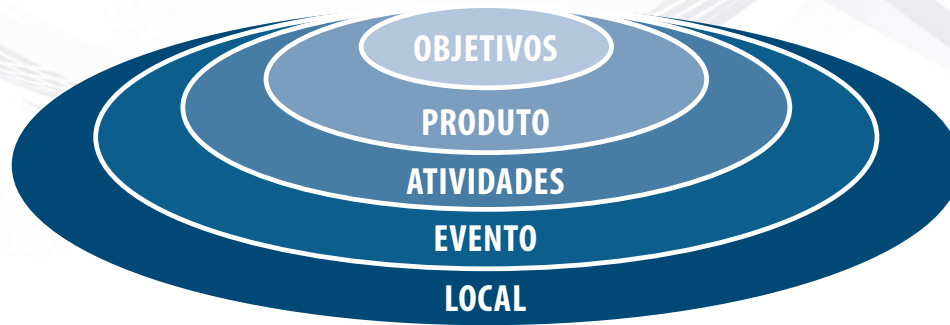 OBJETIVOS
PRODUTO
ATIVIDADES
EVENTO
LOCAL